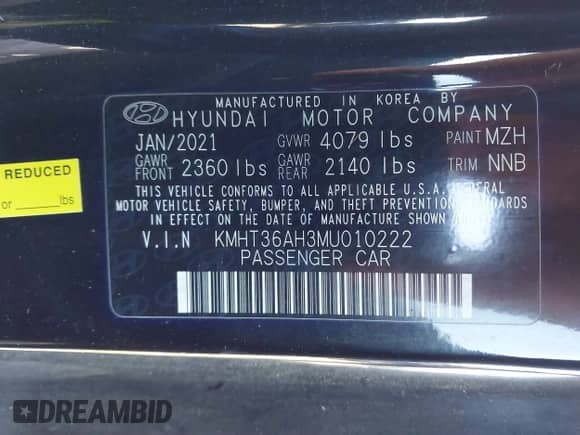 MANUFACTURED IN KOREA BY
HYUNDAI MOTOR COMPANY
JAN/2021 GVWR 4079 lbs PAINT MZH
GAWR FRONT 2360 lbs GAWR REAR 2140 lbs TRIM NNB
THIS VEHICLE CONFORMS TO ALL APPLICABLE U.S.A. FEDERAL
MOTOR VEHICLE SAFETY, BUMPER, AND THEFT PREVENTION STANDARDS
IN EFFECT ON THE DATE OF MANUFACTURE SHOWN
V.I.N KMHT36AH3MU010222
PASSENGER CAR
REDUCED
or ____lbs
DREAMBID